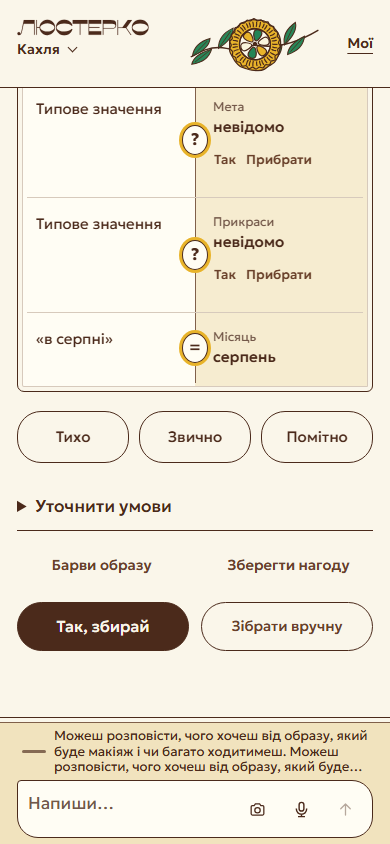 ЛЮСТЕРКО
Кахля
Мої
Типове значення
Мета
?
невідомо
Так Прибрати
Типове значення
Прикраси
?
невідомо
Так Прибрати
«в серпні»
Місяць
=
серпень
Тихо
Звично
Помітно
Уточнити умови
Барви образу
Зберегти нагоду
Так, збирай
Зібрати вручну
Можеш розповісти, чого хочеш від образу, який
буде макіяж і чи багато ходитимеш. Можеш
розповісти, чого хочеш від образу, який буде…
Напиши…